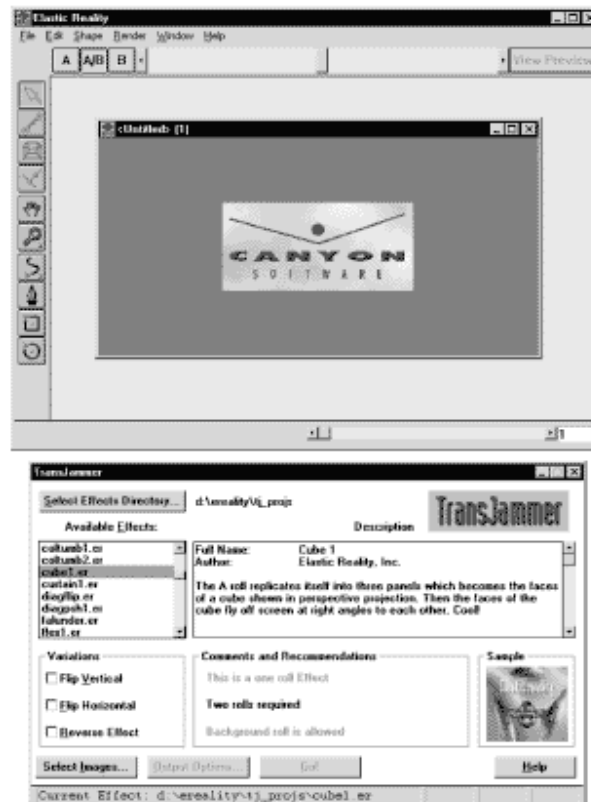 Elastic Reality
File Edit Shape Render Window Help
A A/B B View Preview
<Untitled> (1)
CANYON
SOFTWARE
1
TransJammer
Select Effects Directory... d:\ereality\tj_projs
TransJammer
Available Effects: Description
coltumb1.er
coltumb2.er
cube1.er
curtain1.er
diagflip.er
diagpsh1.er
falunder.er
flex1.er
Full Name: Cube 1
Author: Elastic Reality, Inc.
The A roll replicates itself into three panels which becomes the faces
of a cube shown in perspective projection. Then the faces of the
cube fly off screen at right angles to each other. Cool!
Variations
Flip Vertical
Flip Horizontal
Reverse Effect
Comments and Recommendations
This is a one roll Effect
Two rolls required
Background roll is allowed
Sample
Select Images... Output Options... Go! Help
Current Effect: d:\ereality\tj_projs\cube1.er